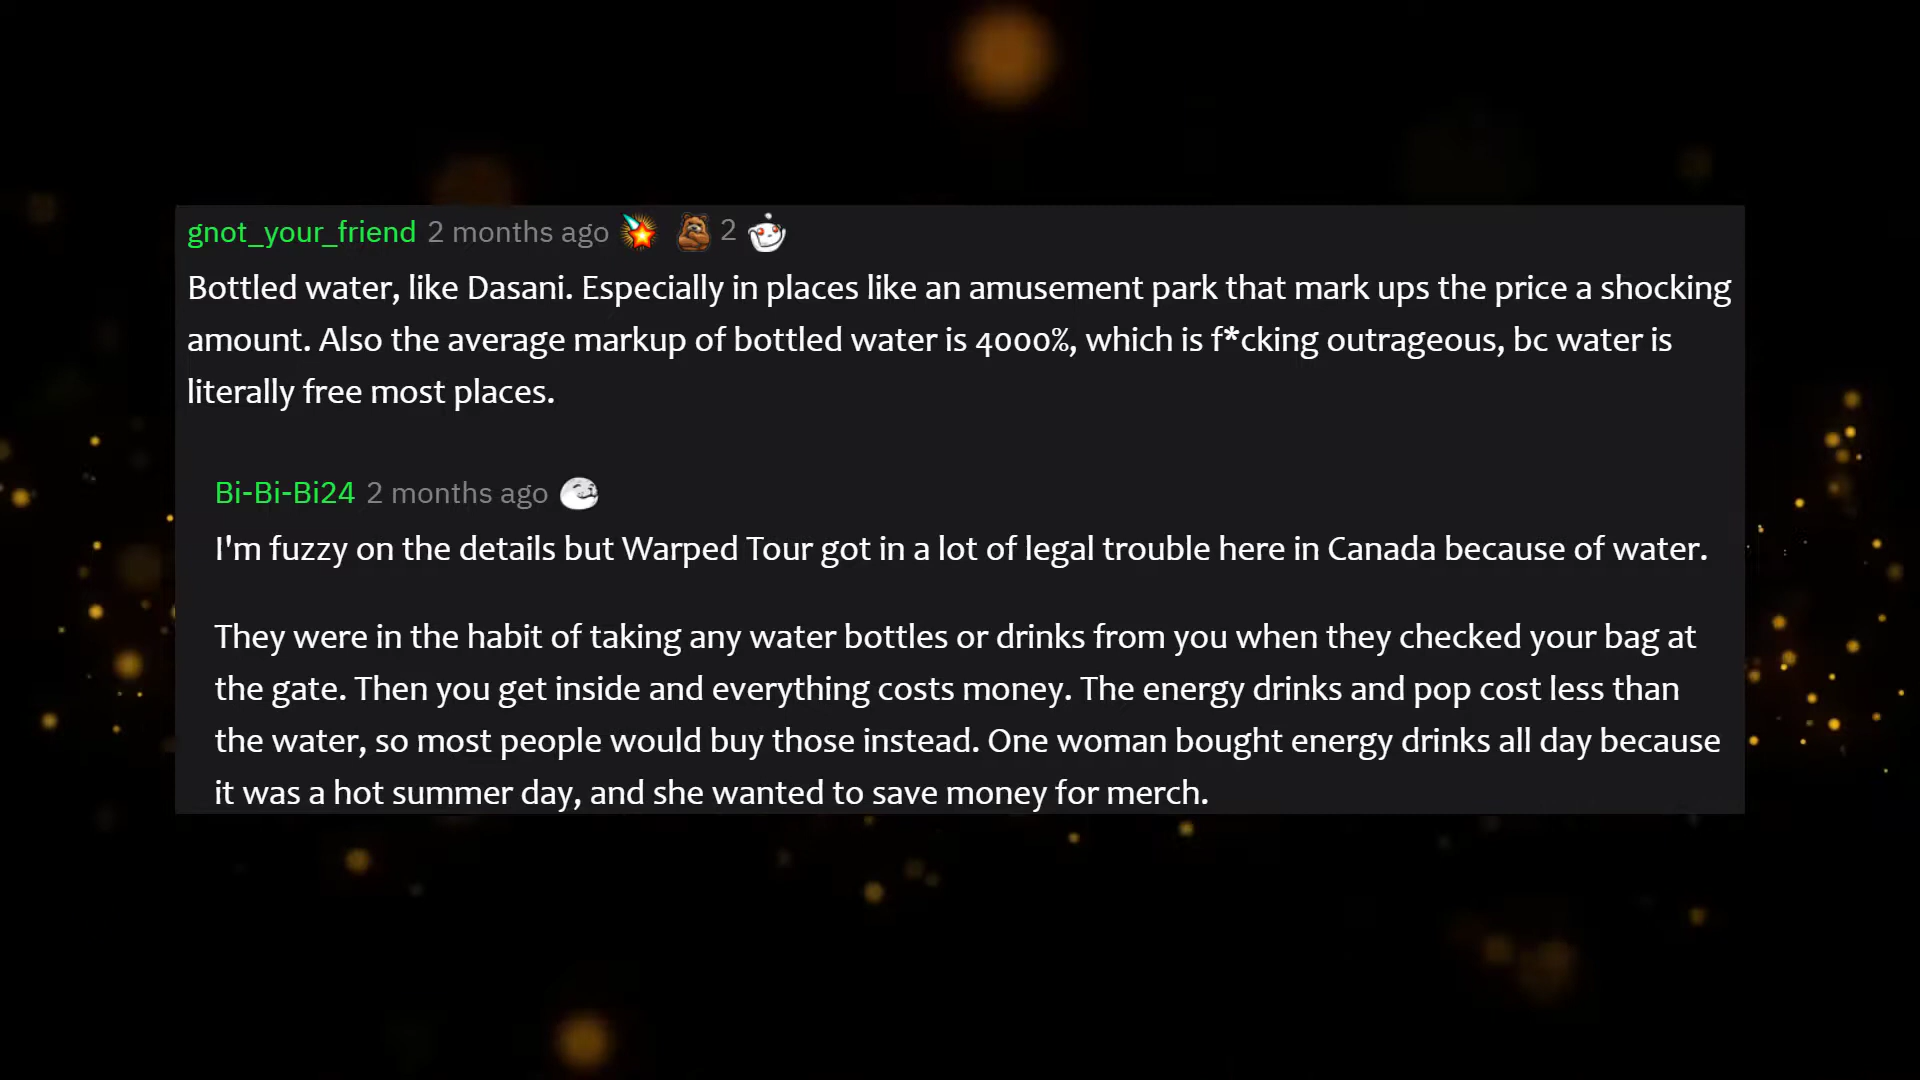 gnot_your_friend 2 months ago 2
Bottled water, like Dasani. Especially in places like an amusement park that mark ups the price a shocking
amount. Also the average markup of bottled water is 4000%, which is f*cking outrageous, bc water is
literally free most places.
Bi-Bi-Bi24 2 months ago
I'm fuzzy on the details but Warped Tour got in a lot of legal trouble here in Canada because of water.
They were in the habit of taking any water bottles or drinks from you when they checked your bag at
the gate. Then you get inside and everything costs money. The energy drinks and pop cost less than
the water, so most people would buy those instead. One woman bought energy drinks all day because
it was a hot summer day, and she wanted to save money for merch.